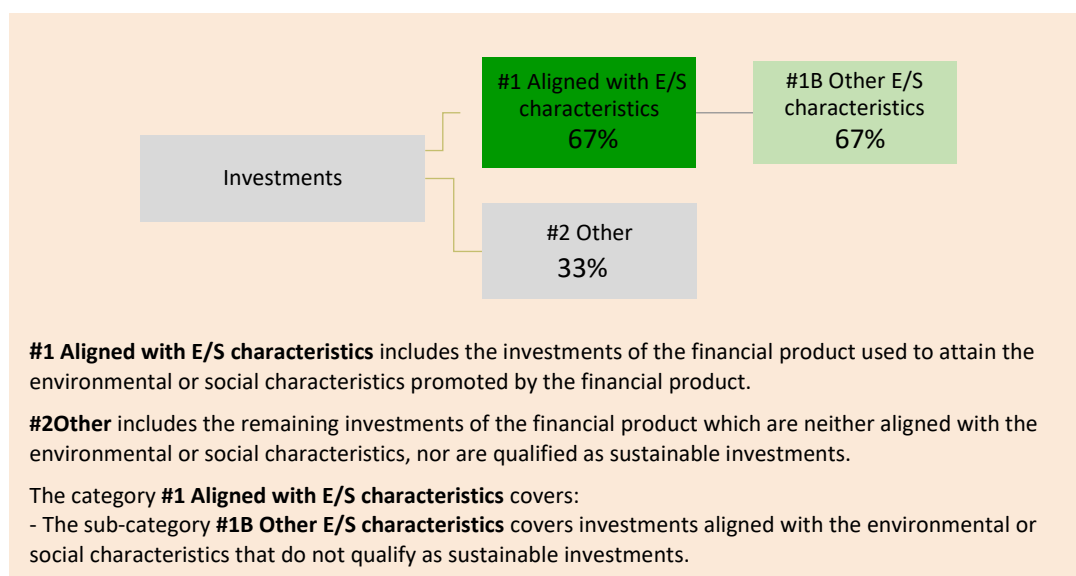 #1 Aligned with E/S
characteristics
67%
#1B Other E/S
characteristics
67%
Investments
#2 Other
33%
#1 Aligned with E/S characteristics includes the investments of the financial product used to attain the
environmental or social characteristics promoted by the financial product.
#2Other includes the remaining investments of the financial product which are neither aligned with the
environmental or social characteristics, nor are qualified as sustainable investments.
The category #1 Aligned with E/S characteristics covers:
- The sub-category #1B Other E/S characteristics covers investments aligned with the environmental or
social characteristics that do not qualify as sustainable investments.